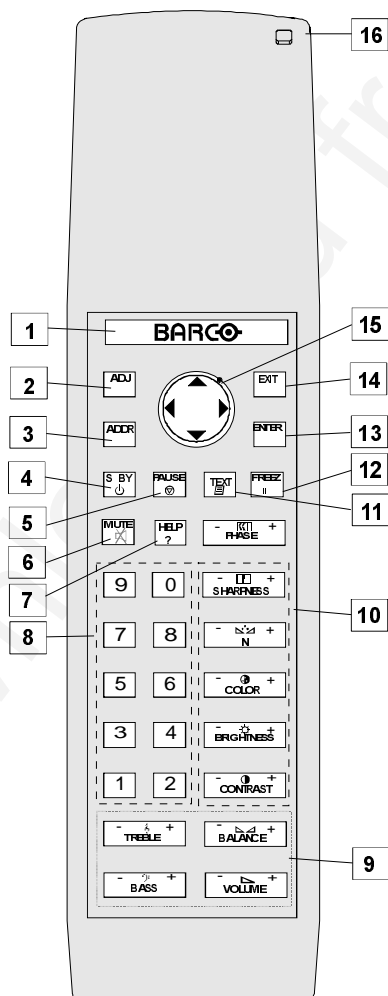 16
1
BARCO
15
2
ADJ
EXIT
14
3
ADDR
ENTER
13
4
S BY
PAUSE
TEXT
FREEZ
12
5
11
6
MUTE
HELP
?
- PHASE +
7
8
9 0
- SHARPNESS +
10
7 8
- N +
5 6
- COLOR +
3 4
- BRIGHTNESS +
1 2
- CONTRAST +
- TREBLE +
- BALANCE +
9
- BASS +
- VOLUME +